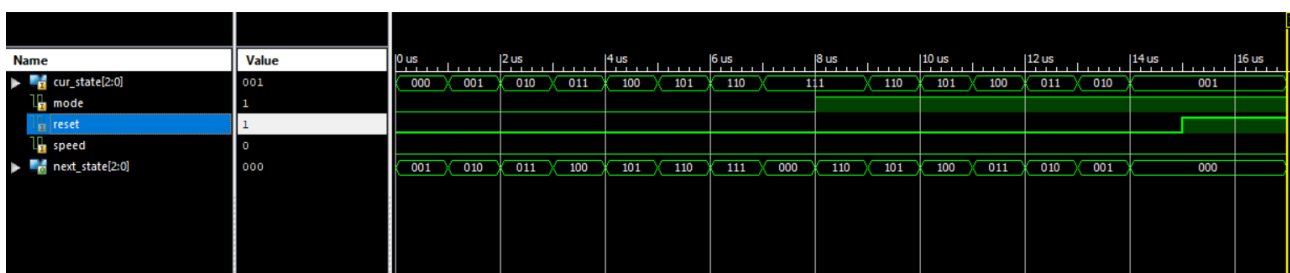 Name Value 0 us 2 us 4 us 6 us 8 us 10 us 12 us 14 us 16 us
cur_state[2:0] 001 000 001 010 011 100 101 110 111 110 101 100 011 010 001
mode 1
reset 1
speed 0
next_state[2:0] 000 001 010 011 100 101 110 111 000 110 101 100 011 010 001 000